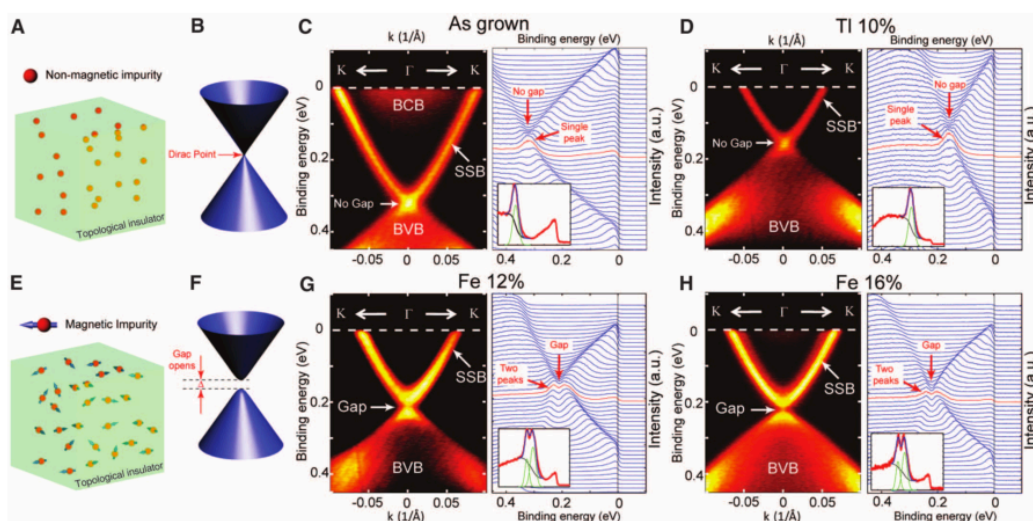 A
B
C
As grown
D
Tl 10%
Non-magnetic impurity
Dirac Point
Topological insulator
k (1/Å)
K ← Γ → K
BCB
SSB
No Gap
BVB
Binding energy (eV)
0
0.2
0.4
-0.05 0 0.05
Binding energy (eV)
0.4 0.2 0
No gap
Single peak
Intensity (a.u.)
k (1/Å)
K ← Γ → K
SSB
No Gap
Binding energy (eV)
0
0.2
0.4
-0.05 0 0.05
Binding energy (eV)
0.4 0.2 0
No gap
Single peak
Intensity (a.u.)
E
F
G
Fe 12%
H
Fe 16%
Magnetic Impurity
Topological insulator
Gap opens
Δ
K ← Γ → K
SSB
Gap
BVB
Binding energy (eV)
0
0.2
0.4
-0.05 0 0.05
k (1/Å)
Gap
Two peaks
Intensity (a.u.)
0.4 0.2 0
Binding energy (eV)
K ← Γ → K
SSB
Gap
BVB
Binding energy (eV)
0
0.2
0.4
-0.05 0 0.05
k (1/Å)
Gap
Two peaks
Intensity (a.u.)
0.4 0.2 0
Binding energy (eV)